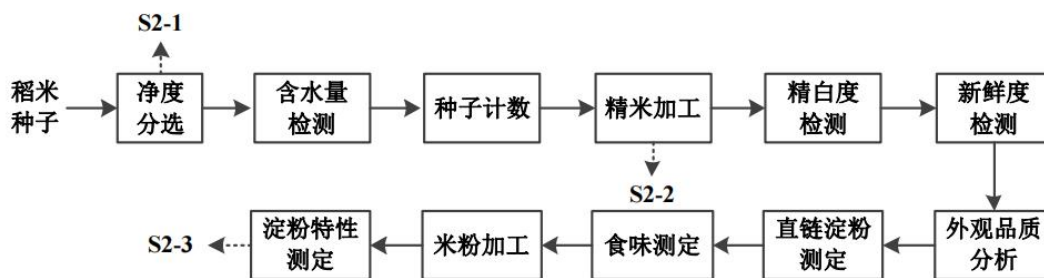 S2-1
稻米
种子
净度
分选
含水量
检测
种子计数
精米加工
精白度
检测
新鲜度
检测
S2-2
S2-3
淀粉特性
测定
米粉加工
食味测定
直链淀粉
测定
外观品质
分析